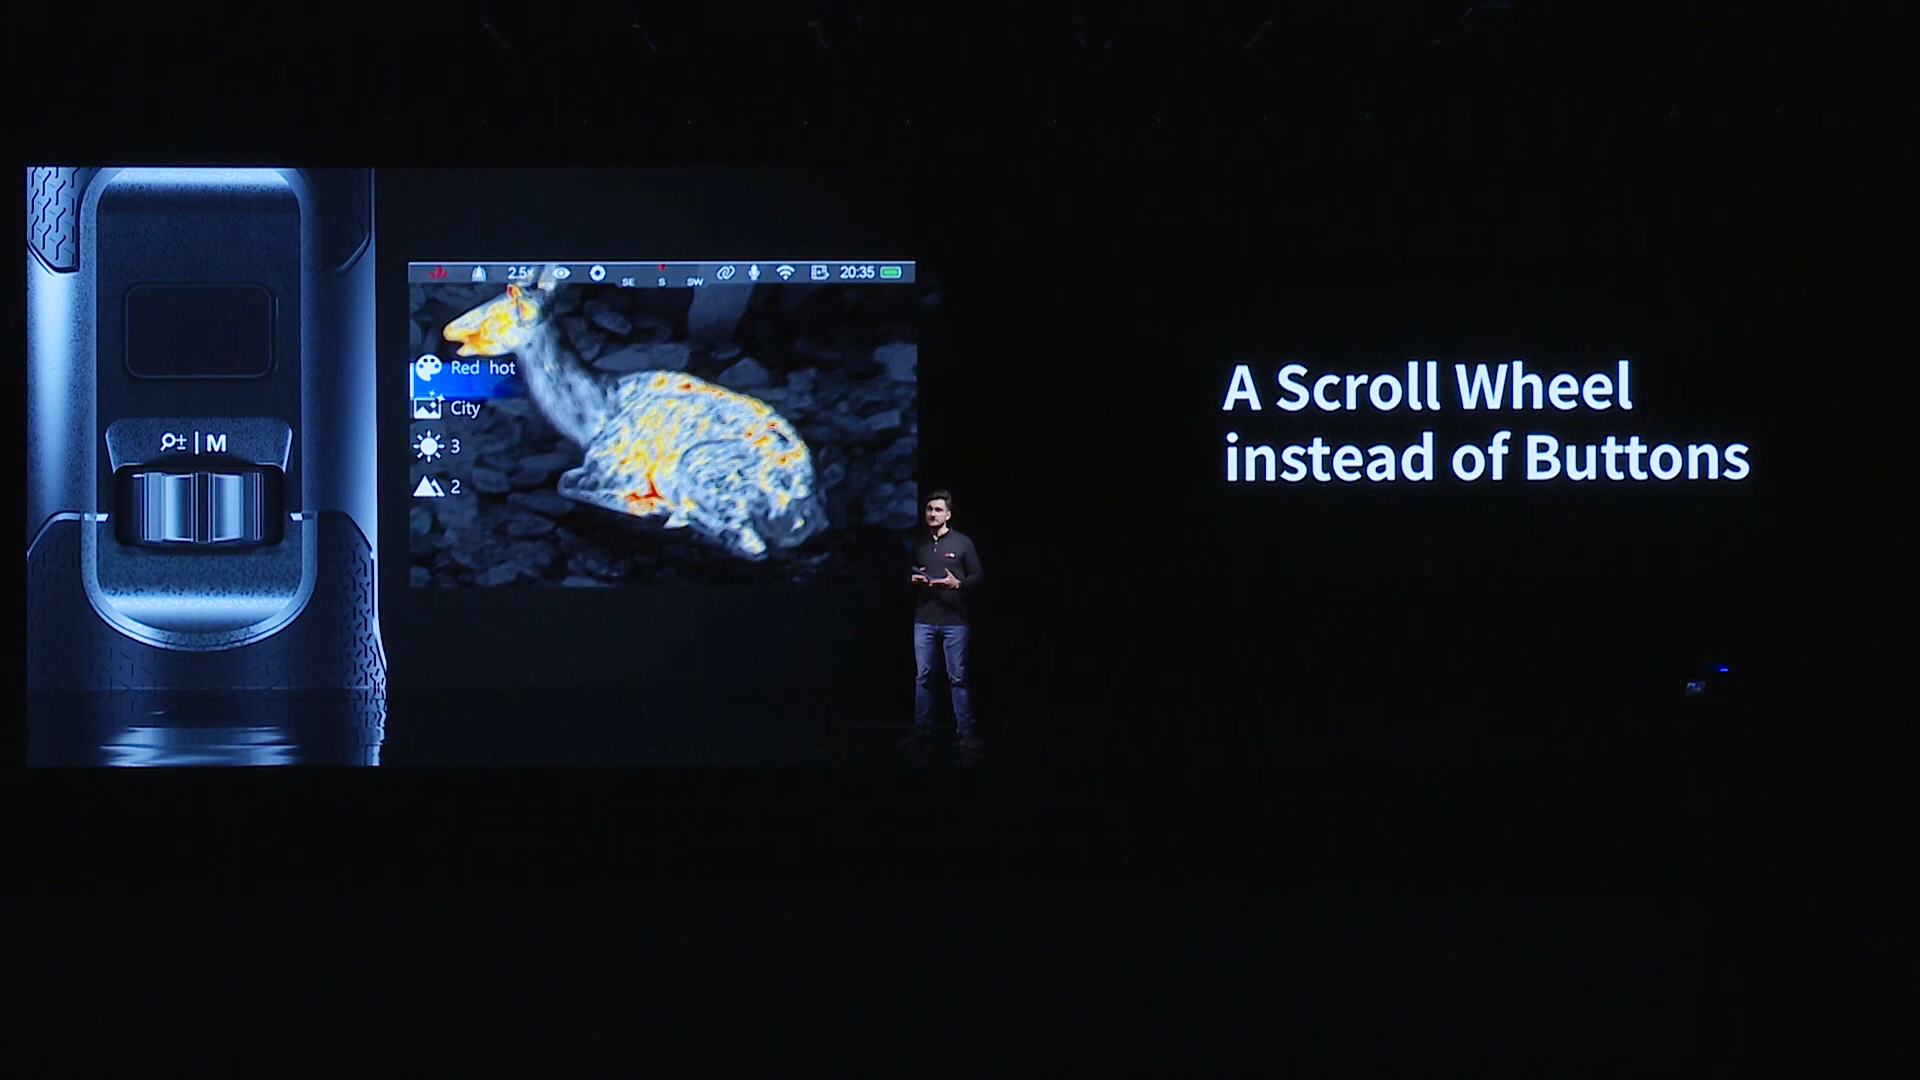 2.5×
SE S SW
20:35
Red hot
City
3
2
± | M
A Scroll Wheel
instead of Buttons